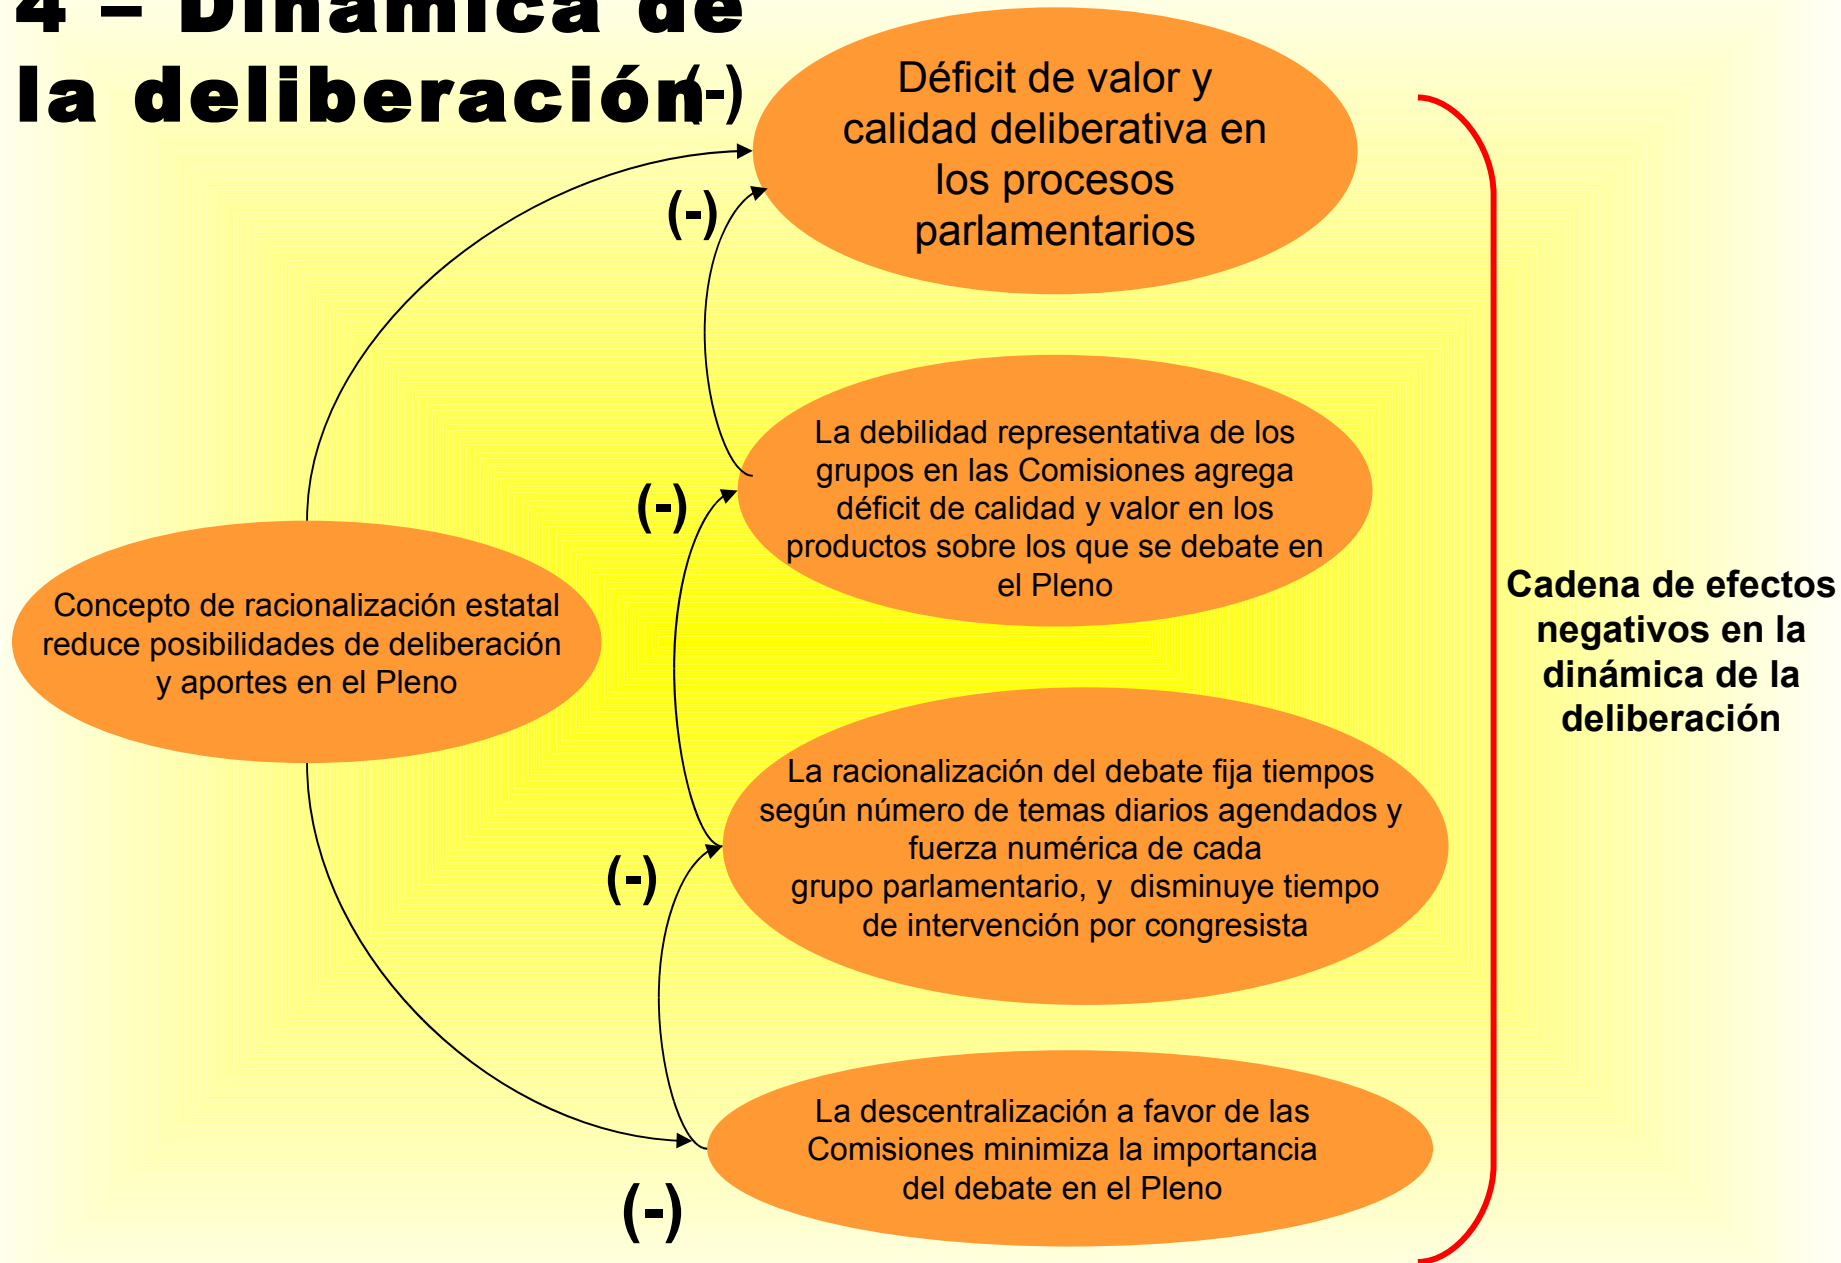 4 – Dinámica de
la deliberación
(-)
Déficit de valor y
calidad deliberativa en
los procesos
parlamentarios
(-)
La debilidad representativa de los
grupos en las Comisiones agrega
déficit de calidad y valor en los
productos sobre los que se debate en
el Pleno
(-)
Concepto de racionalización estatal
reduce posibilidades de deliberación
y aportes en el Pleno
Cadena de efectos
negativos en la
dinámica de la
deliberación
La racionalización del debate fija tiempos
según número de temas diarios agendados y
fuerza numérica de cada
grupo parlamentario, y disminuye tiempo
de intervención por congresista
(-)
La descentralización a favor de las
Comisiones minimiza la importancia
del debate en el Pleno
(-)